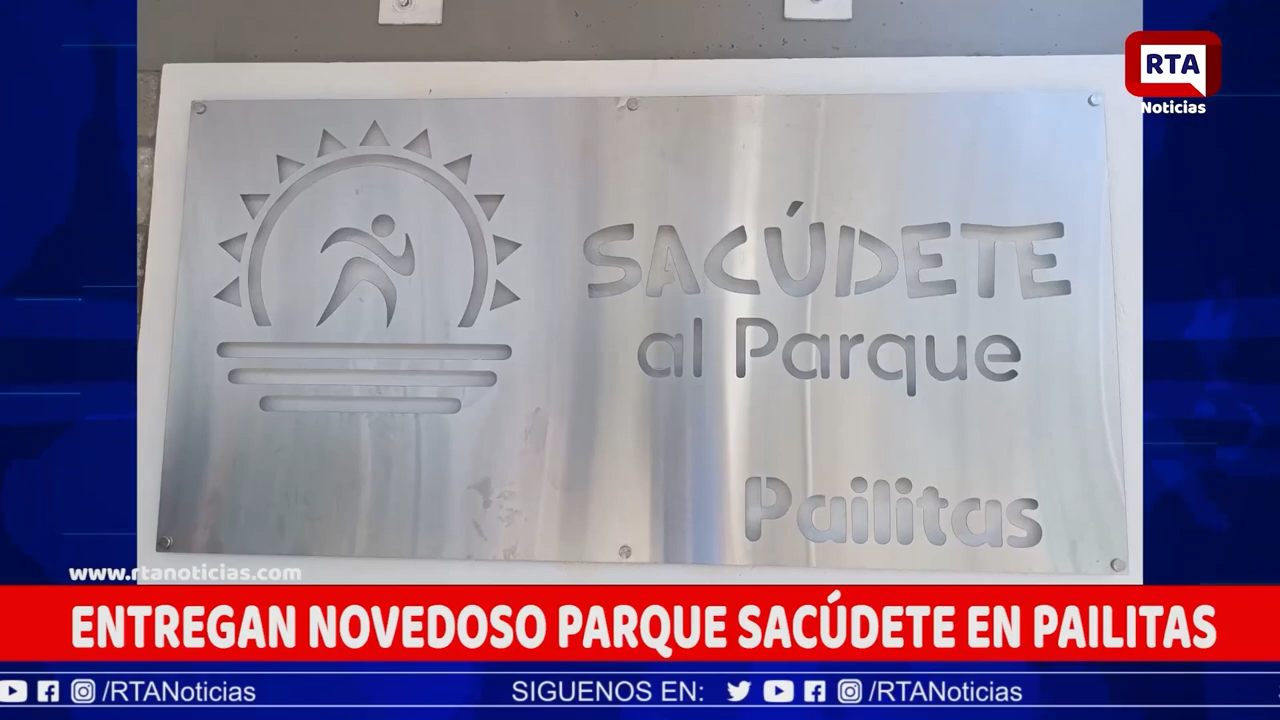 RTA
Noticias
SACÚDETE
al Parque
Pailitas
www.rtanoticias.com
ENTREGAN NOVEDOSO PARQUE SACÚDETE EN PAILITAS
/RTANoticias SIGUENOS EN: /RTANoticias